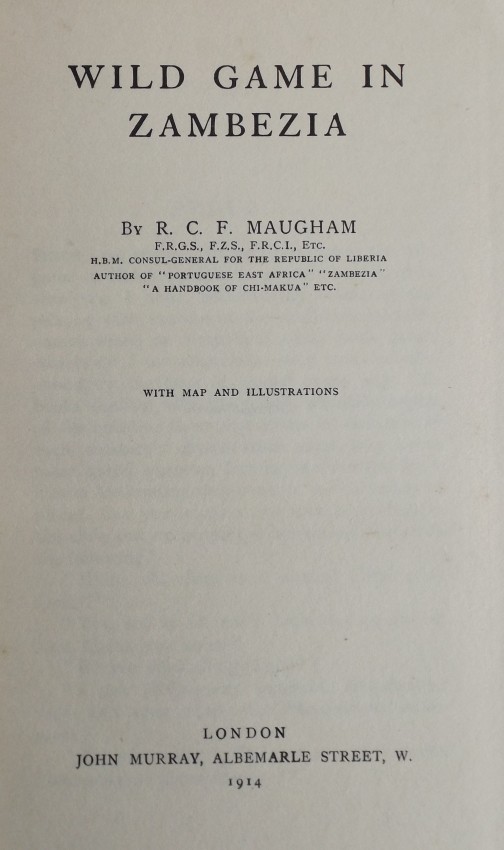 WILD GAME IN
ZAMBEZIA
By R. C. F. MAUGHAM
F.R.G.S., F.Z.S., F.R.C.I., Etc.
H.B.M. CONSUL-GENERAL FOR THE REPUBLIC OF LIBERIA
AUTHOR OF "PORTUGUESE EAST AFRICA" "ZAMBEZIA"
"A HANDBOOK OF CHI-MAKUA" ETC.
WITH MAP AND ILLUSTRATIONS
LONDON
JOHN MURRAY, ALBEMARLE STREET, W.
1914